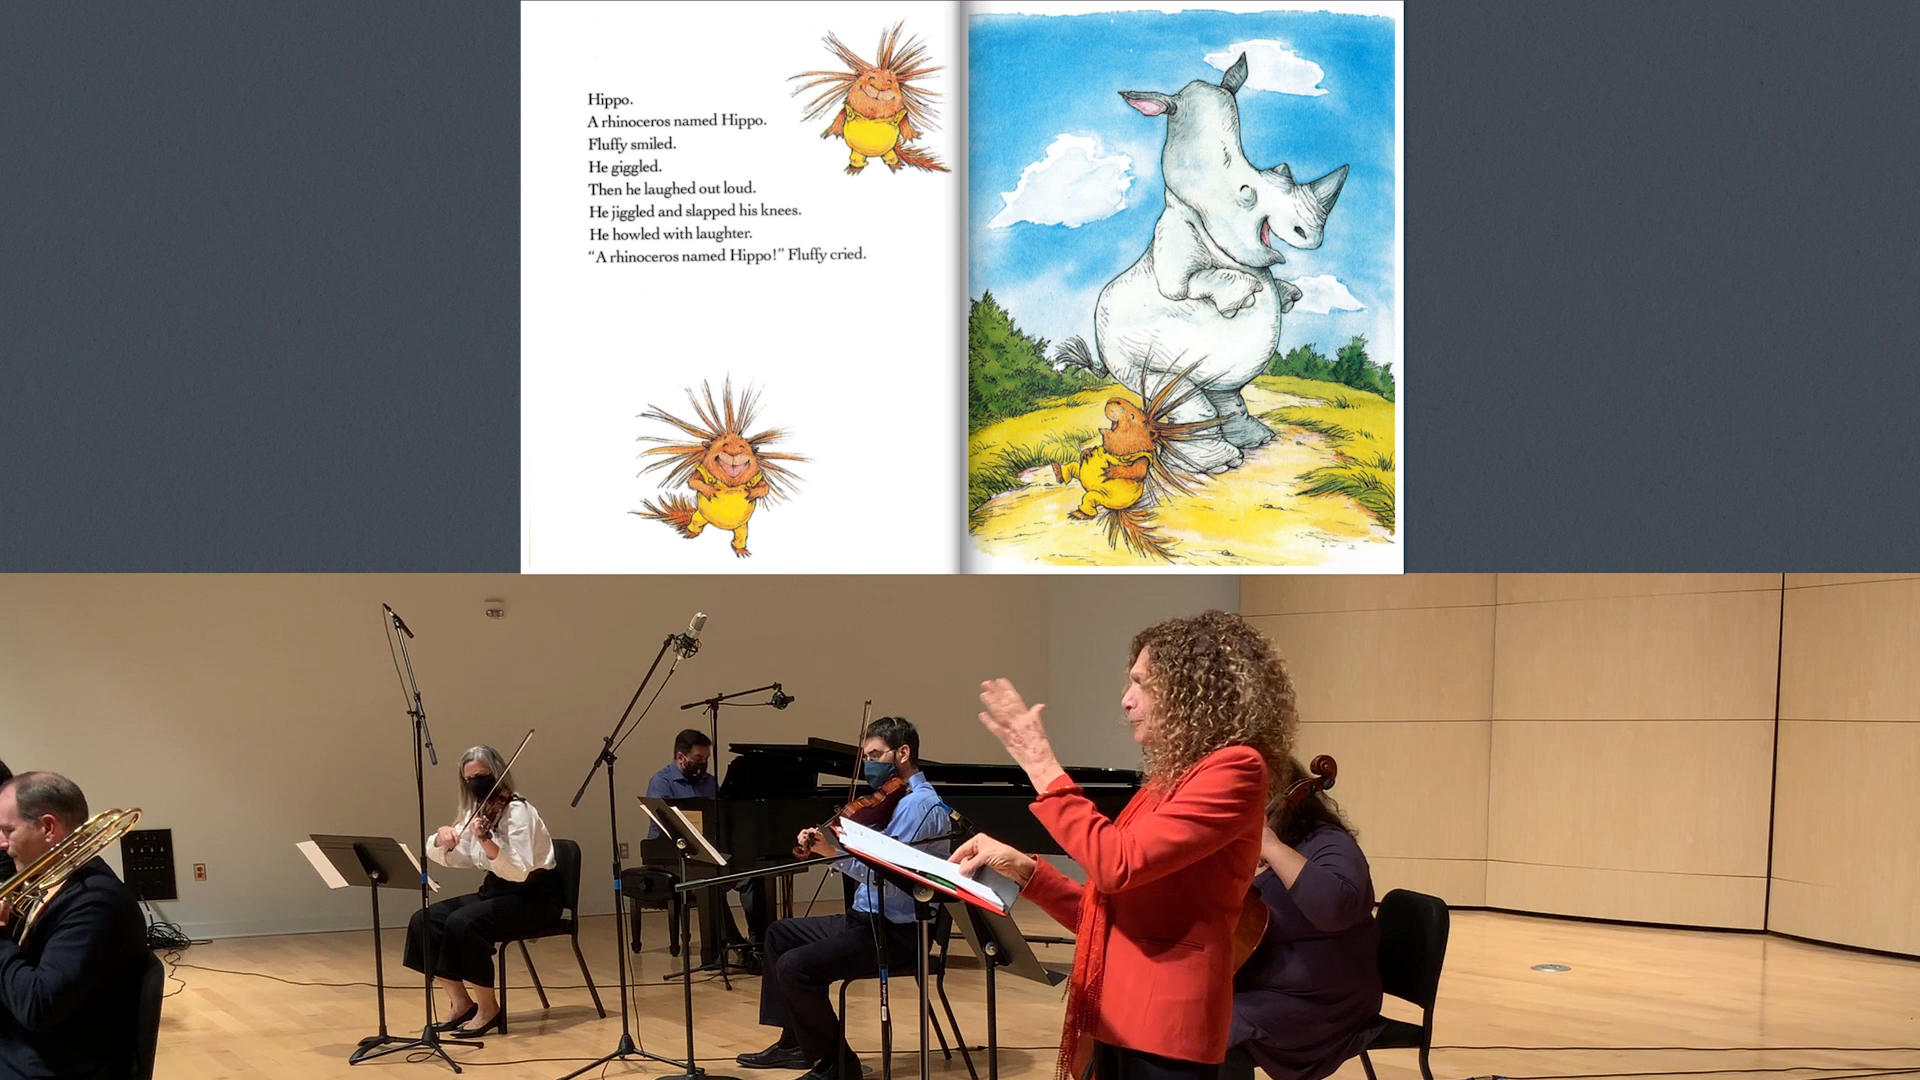 Hippo.
A rhinoceros named Hippo.
Fluffy smiled.
He giggled.
Then he laughed out loud.
He jiggled and slapped his knees.
He howled with laughter.
“A rhinoceros named Hippo!” Fluffy cried.